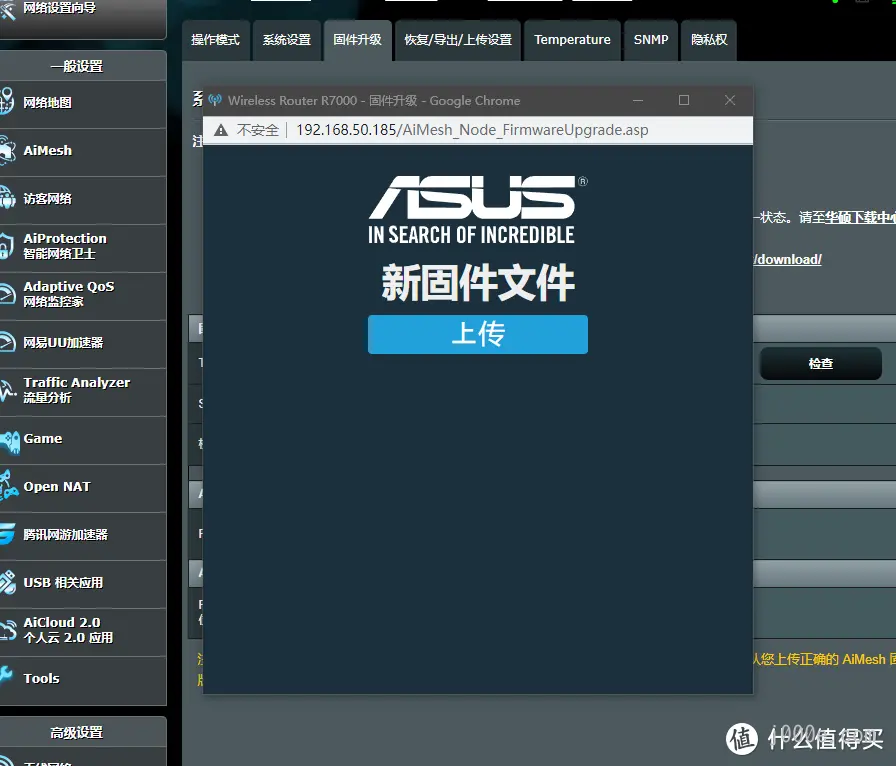 网络设置向导
一般设置
网络地图
AiMesh
访客网络
AiProtection
智能网络卫士
Adaptive QoS
网络监控家
网易UU加速器
Traffic Analyzer
流量分析
Game
Open NAT
腾讯网游加速器
USB 相关应用
AiCloud 2.0
个人云 2.0 应用
Tools
高级设置
操作模式 系统设置 固件升级 恢复/导出/上传设置 Temperature SNMP 隐私权
Wireless Router R7000 - 固件升级 - Google Chrome
不安全 192.168.50.185/AiMesh_Node_FirmwareUpgrade.asp
ASUS®
IN SEARCH OF INCREDIBLE
新固件文件
上传
状态。请至华硕下载中心
/download/
检查
您上传正确的 AiMesh
值 什么值得买